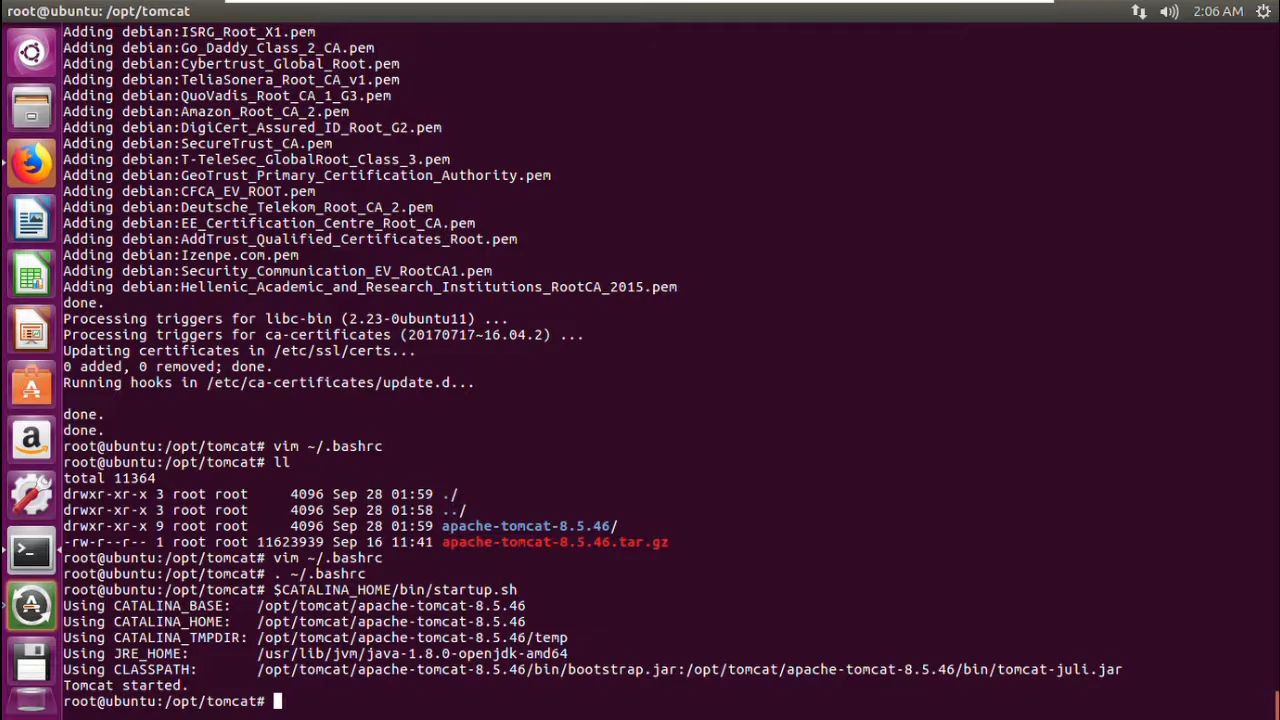 root@ubuntu: /opt/tomcat
2:06 AM
Adding debian:ISRG_Root_X1.pem
Adding debian:Go_Daddy_Class_2_CA.pem
Adding debian:Cybertrust_Global_Root.pem
Adding debian:TeliaSonera_Root_CA_v1.pem
Adding debian:QuoVadis_Root_CA_1_G3.pem
Adding debian:Amazon_Root_CA_2.pem
Adding debian:DigiCert_Assured_ID_Root_G2.pem
Adding debian:SecureTrust_CA.pem
Adding debian:T-TeleSec_GlobalRoot_Class_3.pem
Adding debian:GeoTrust_Primary_Certification_Authority.pem
Adding debian:CFCA_EV_ROOT.pem
Adding debian:Deutsche_Telekom_Root_CA_2.pem
Adding debian:EE_Certification_Centre_Root_CA.pem
Adding debian:AddTrust_Qualified_Certificates_Root.pem
Adding debian:Izenpe.com.pem
Adding debian:Security_Communication_EV_RootCA1.pem
Adding debian:Hellenic_Academic_and_Research_Institutions_RootCA_2015.pem
done.
Processing triggers for libc-bin (2.23-0ubuntu11) ...
Processing triggers for ca-certificates (20170717~16.04.2) ...
Updating certificates in /etc/ssl/certs...
0 added, 0 removed; done.
Running hooks in /etc/ca-certificates/update.d...
done.
done.
root@ubuntu:/opt/tomcat# vim ~/.bashrc
root@ubuntu:/opt/tomcat# ll
total 11364
drwxr-xr-x 3 root root     4096 Sep 28 01:59 ./
drwxr-xr-x 3 root root     4096 Sep 28 01:58 ../
drwxr-xr-x 9 root root     4096 Sep 28 01:59 apache-tomcat-8.5.46/
-rw-r--r-- 1 root root 11623939 Sep 16 11:41 apache-tomcat-8.5.46.tar.gz
root@ubuntu:/opt/tomcat# vim ~/.bashrc
root@ubuntu:/opt/tomcat# . ~/.bashrc
root@ubuntu:/opt/tomcat# $CATALINA_HOME/bin/startup.sh
Using CATALINA_BASE:   /opt/tomcat/apache-tomcat-8.5.46
Using CATALINA_HOME:   /opt/tomcat/apache-tomcat-8.5.46
Using CATALINA_TMPDIR: /opt/tomcat/apache-tomcat-8.5.46/temp
Using JRE_HOME:        /usr/lib/jvm/java-1.8.0-openjdk-amd64
Using CLASSPATH:       /opt/tomcat/apache-tomcat-8.5.46/bin/bootstrap.jar:/opt/tomcat/apache-tomcat-8.5.46/bin/tomcat-juli.jar
Tomcat started.
root@ubuntu:/opt/tomcat#